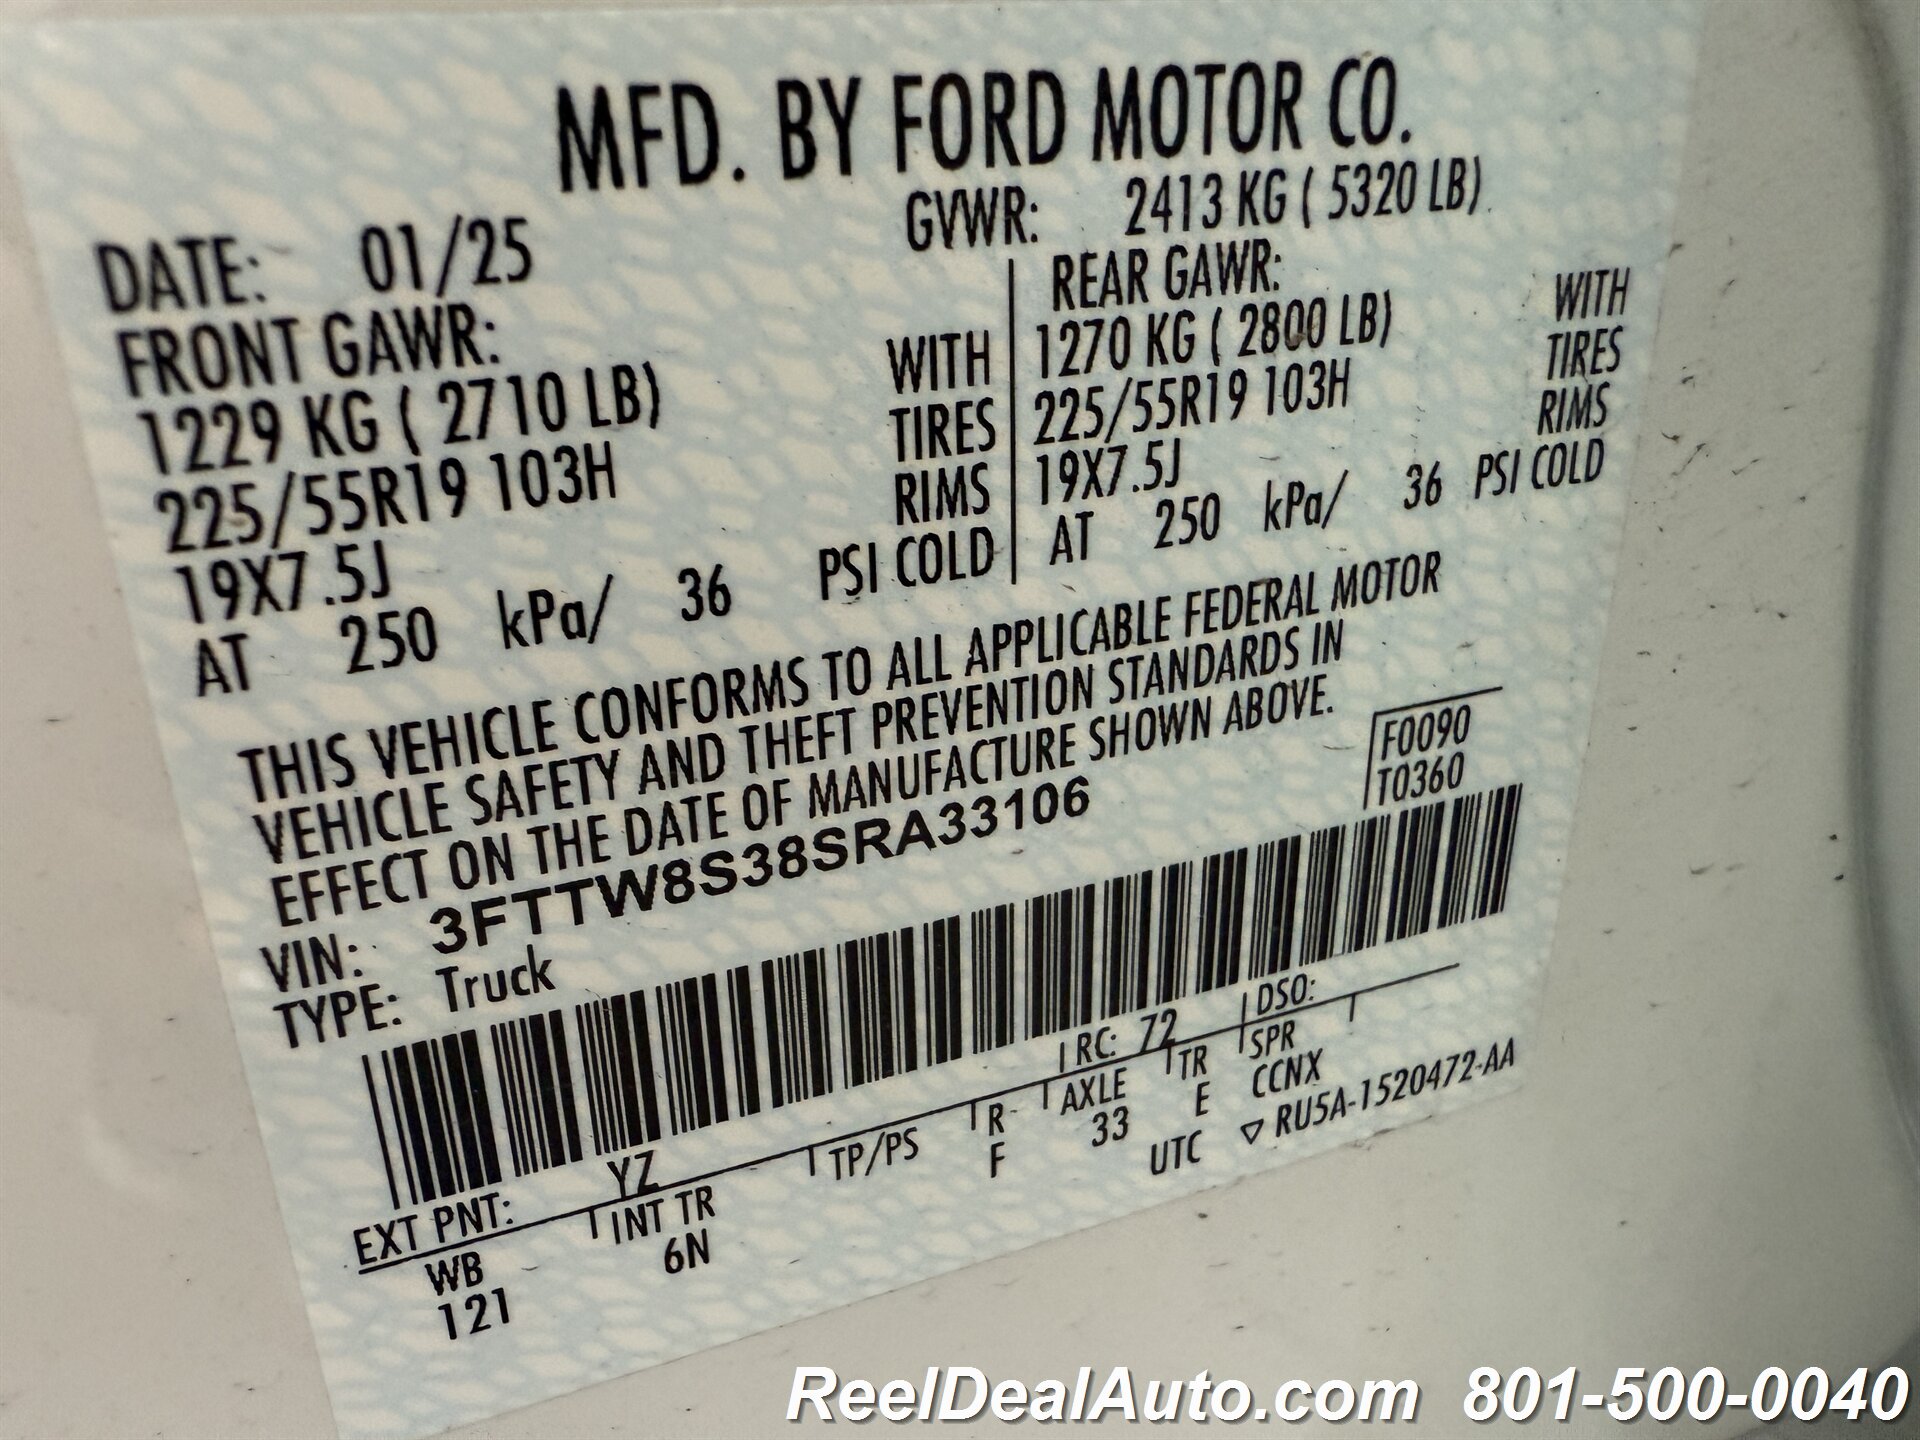 MFD. BY FORD MOTOR CO.
DATE: 01/25
GVWR: 2413 KG ( 5320 LB)
FRONT GAWR:
1229 KG ( 2710 LB) WITH
225/55R19 103H TIRES
19X7.5J RIMS
AT 250 kPa/ 36 PSI COLD
REAR GAWR:
1270 KG ( 2800 LB) WITH
225/55R19 103H TIRES
19X7.5J RIMS
AT 250 kPa/ 36 PSI COLD
THIS VEHICLE CONFORMS TO ALL APPLICABLE FEDERAL MOTOR
VEHICLE SAFETY AND THEFT PREVENTION STANDARDS IN
EFFECT ON THE DATE OF MANUFACTURE SHOWN ABOVE.
F0090
T0360
VIN: 3FTTW8S38SRA33106
TYPE: Truck
EXT PNT: YZ RC: 72 DSO:
WB INT TR TP/PS R AXLE TR SPR
121 6N F 33 E CCNX
UTC ▽ RU5A-1520472-AA
ReelDealAuto.com 801-500-0040